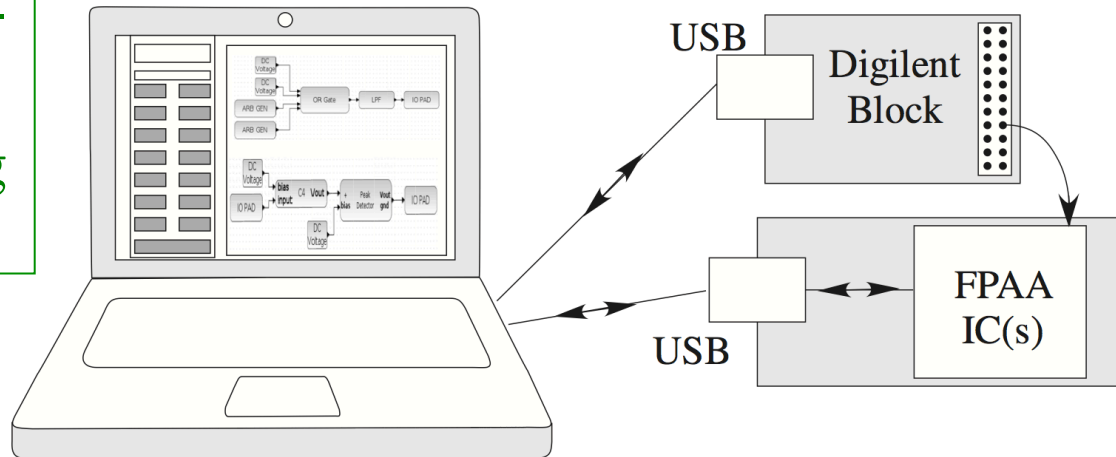 USB
Digilent
Block
FPAA
IC(s)
USB
DC
Voltage
DC
Voltage
ARB GEN
ARB GEN
OR Gate
LPF
IO PAD
DC
Voltage
IO PAD
bias
input
C4
Vout
+
bias
Peak
Detector
Vout
gnd
IO PAD
DC
Voltage
g